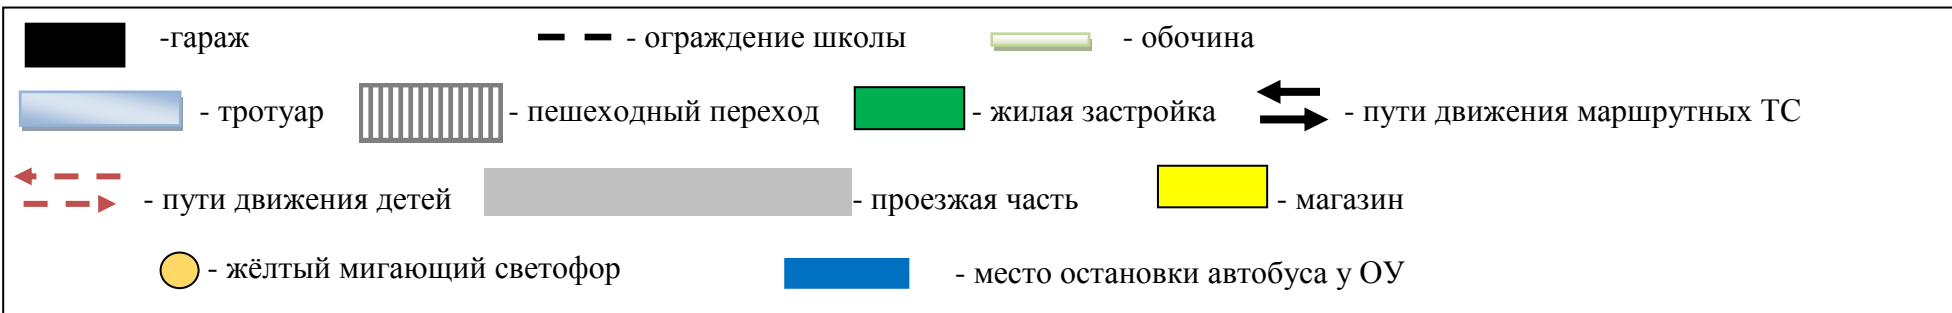 -гараж - ограждение школы - обочина
- тротуар - пешеходный переход - жилая застройка - пути движения маршрутных ТС
- пути движения детей - проезжая часть - магазин
- жёлтый мигающий светофор - место остановки автобуса у ОУ